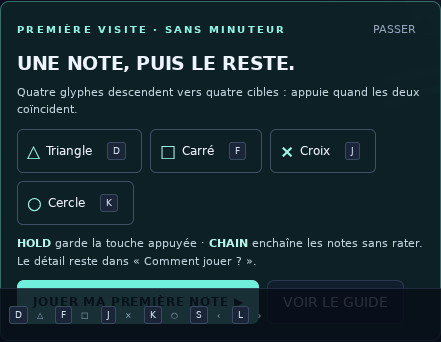 PREMIÈRE VISITE · SANS MINUTEUR
PASSER
UNE NOTE, PUIS LE RESTE.
Quatre glyphes descendent vers quatre cibles : appuie quand les deux
coïncident.
△ Triangle D
□ Carré F
× Croix J
○ Cercle K
HOLD garde la touche appuyée · CHAIN enchaîne les notes sans rater.
Le détail reste dans « Comment jouer ? ».
JOUER MA PREMIÈRE NOTE ▶
VOIR LE GUIDE
D △ F □ J × K ○ S ‹ L ›